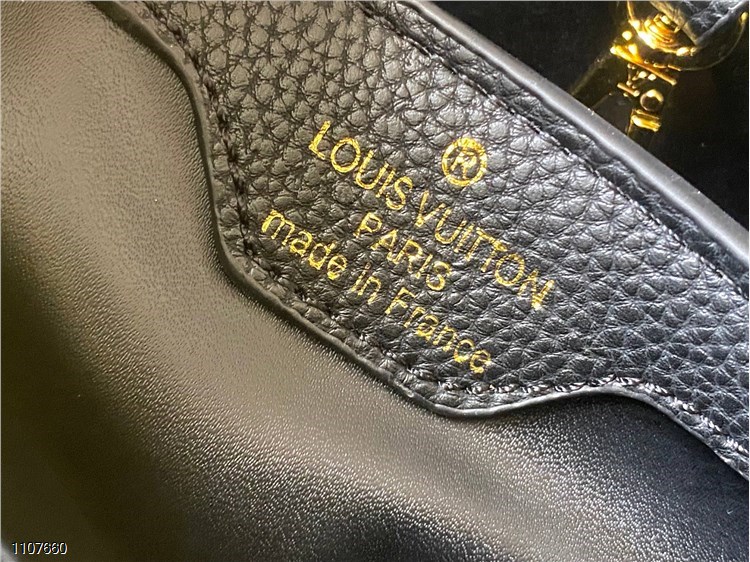 ®
LOUIS VUITTON
PARIS
made in France
1107660